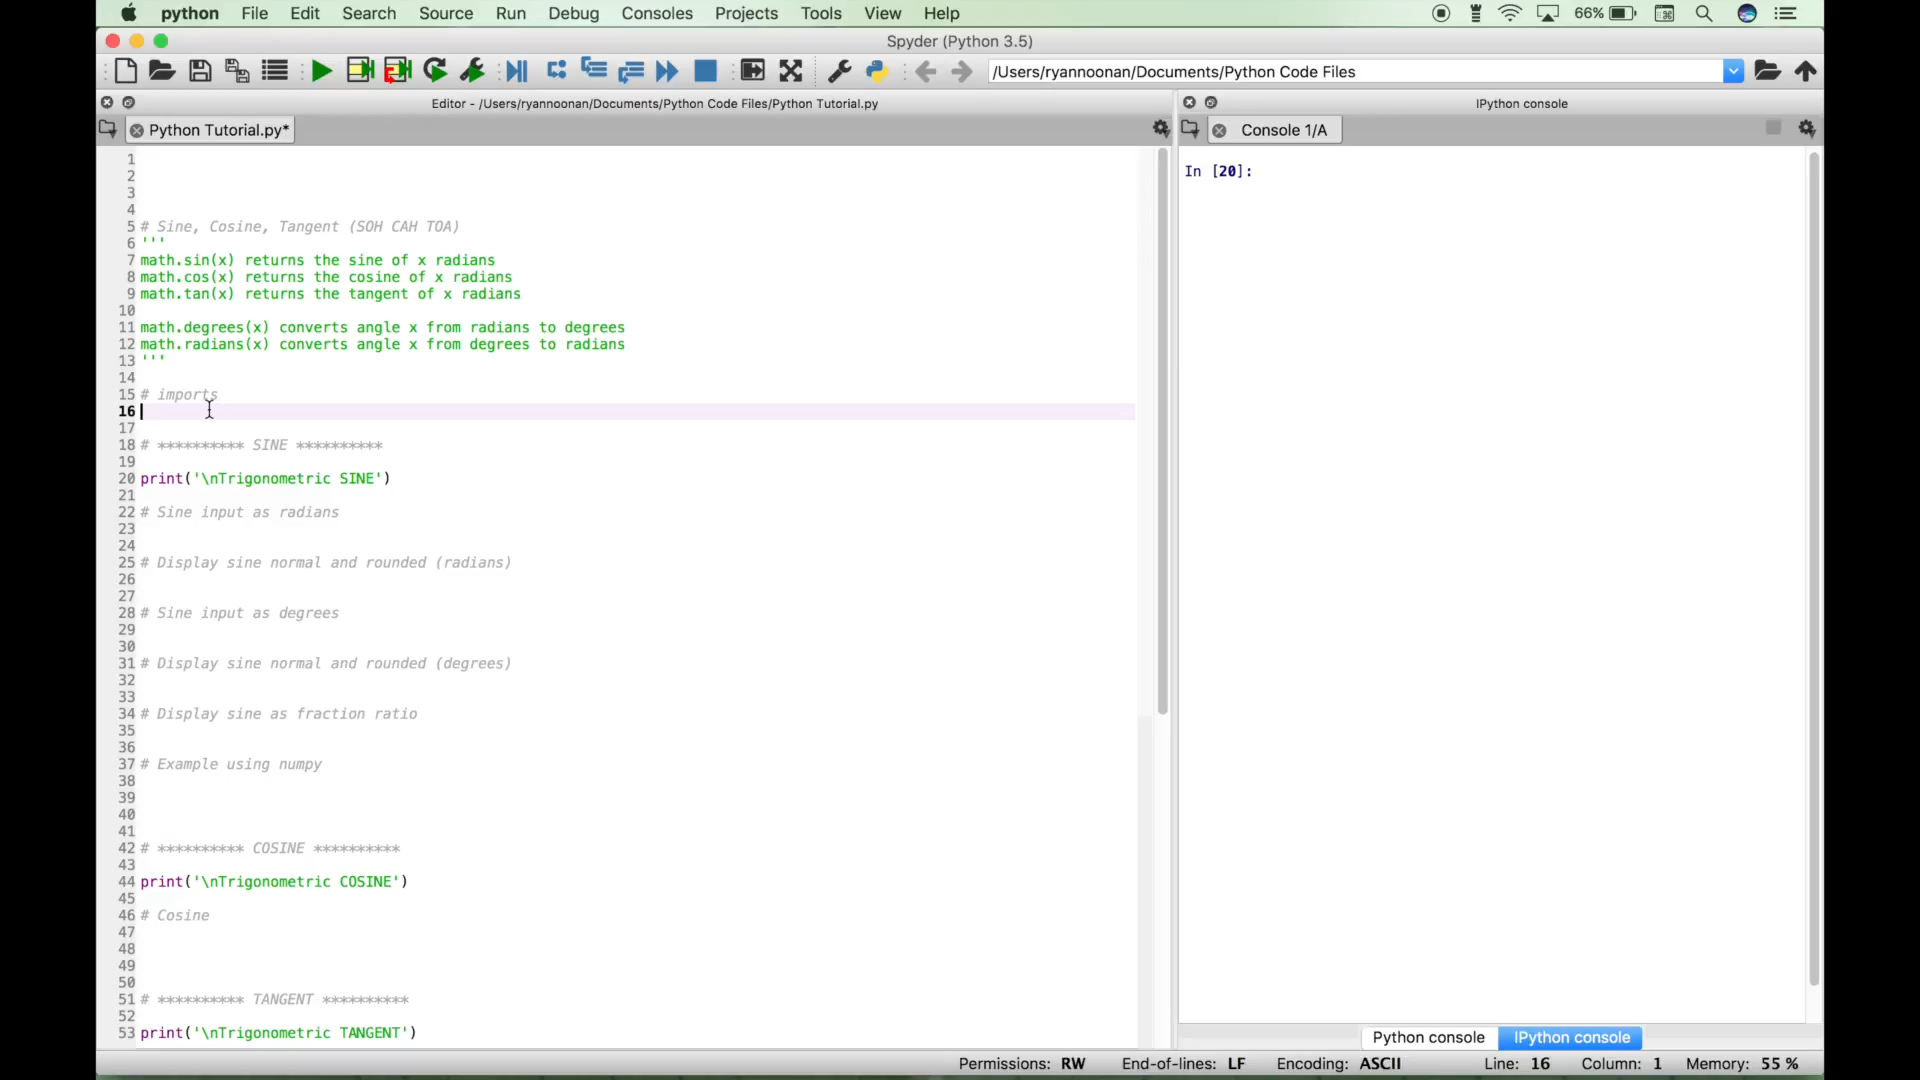 python File Edit Search Source Run Debug Consoles Projects Tools View Help 66%
Spyder (Python 3.5)
/Users/ryannoonan/Documents/Python Code Files
Editor - /Users/ryannoonan/Documents/Python Code Files/Python Tutorial.py
IPython console
Python Tutorial.py*
Console 1/A
1
2
3
4
5 # Sine, Cosine, Tangent (SOH CAH TOA)
6 '''
7 math.sin(x) returns the sine of x radians
8 math.cos(x) returns the cosine of x radians
9 math.tan(x) returns the tangent of x radians
10
11 math.degrees(x) converts angle x from radians to degrees
12 math.radians(x) converts angle x from degrees to radians
13 '''
14
15 # imports
16
17
18 # ********** SINE **********
19
20 print('\nTrigonometric SINE')
21
22 # Sine input as radians
23
24
25 # Display sine normal and rounded (radians)
26
27
28 # Sine input as degrees
29
30
31 # Display sine normal and rounded (degrees)
32
33
34 # Display sine as fraction ratio
35
36
37 # Example using numpy
38
39
40
41
42 # ********** COSINE **********
43
44 print('\nTrigonometric COSINE')
45
46 # Cosine
47
48
49
50
51 # ********** TANGENT **********
52
53 print('\nTrigonometric TANGENT')
In [20]:
Python console IPython console
Permissions: RW End-of-lines: LF Encoding: ASCII Line: 16 Column: 1 Memory: 55 %